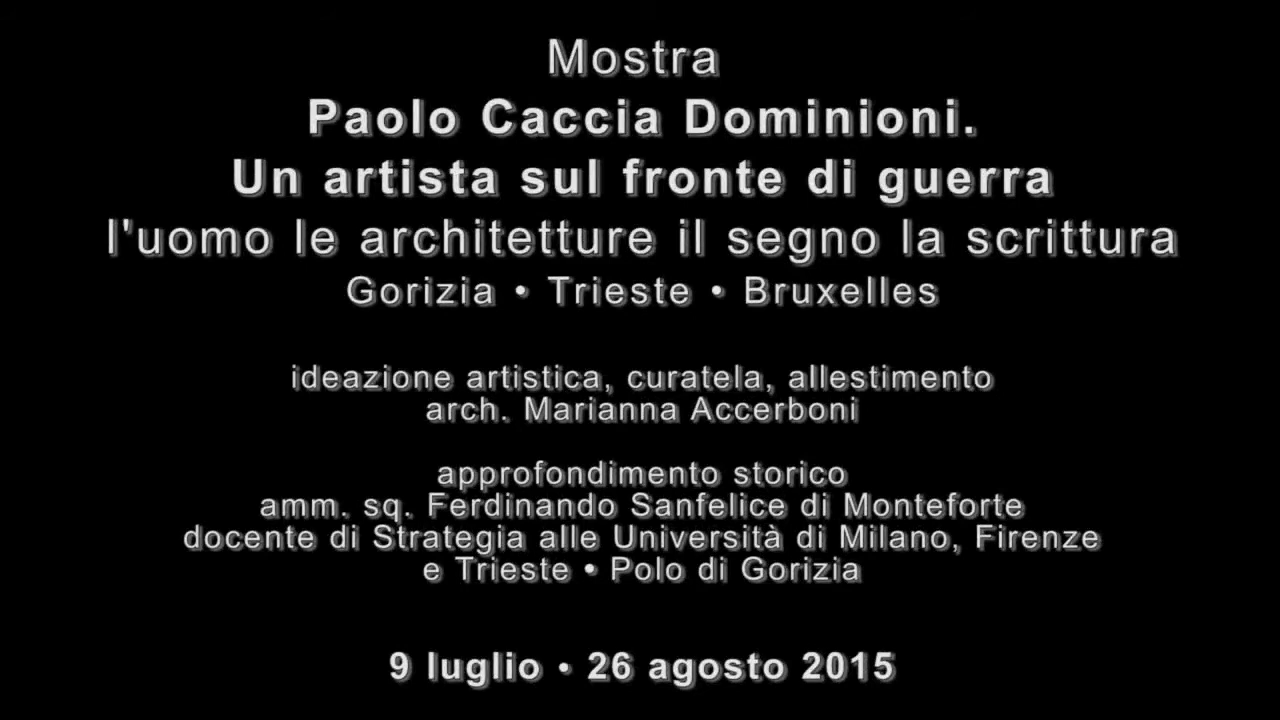 Mostra
Paolo Caccia Dominioni.
Un artista sul fronte di guerra
l'uomo le architetture il segno la scrittura
Gorizia • Trieste • Bruxelles
ideazione artistica, curatela, allestimento
arch. Marianna Accerboni
approfondimento storico
amm. sq. Ferdinando Sanfelice di Monteforte
docente di Strategia alle Università di Milano, Firenze
e Trieste • Polo di Gorizia
9 luglio • 26 agosto 2015